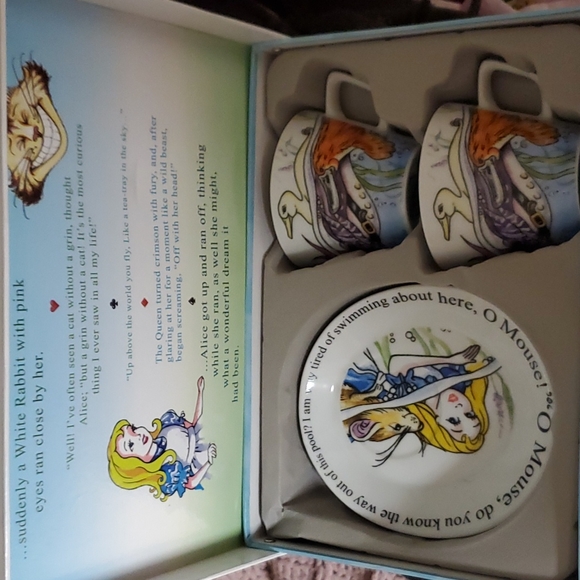 ...suddenly a White Rabbit with pink
eyes ran close by her.
"Well! I've often seen a cat without a grin, thought
Alice; "but a grin without a cat! It's the most curious
thing I ever saw in all my life!"
"Up above the world you fly, Like a tea-tray in the sky..."
The Queen turned crimson with fury, and, after
glaring at her for a moment like a wild beast,
began screaming, "Off with her head!"
...Alice got up and ran off, thinking
while she ran, as well she might,
what a wonderful dream it
had been.
"O Mouse, do you know the way out of this pool? I am very tired of swimming about here, O Mouse!"